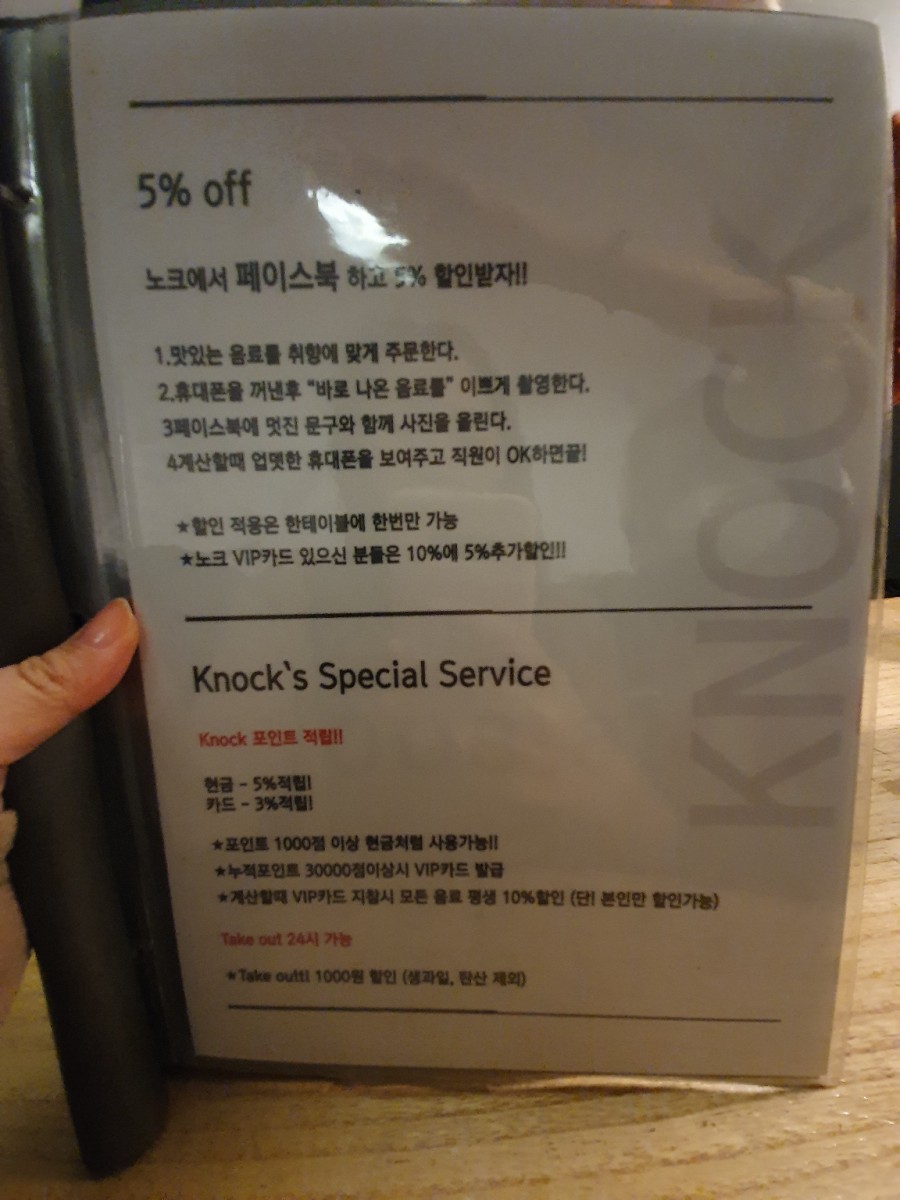 5% off
노크에서 페이스북 하고 5% 할인받자!!
1.맛있는 음료를 취향에 맞게 주문한다.
2.휴대폰을 꺼낸후 "바로 나온 음료를" 이쁘게 촬영한다.
3페이스북에 멋진 문구와 함께 사진을 올린다.
4계산할때 업뎃한 휴대폰을 보여주고 직원이 OK하면끝!
★할인 적용은 한테이블에 한번만 가능
★노크 VIP카드 있으신 분들은 10%에 5%추가할인!!
KNOCK
Knock`s Special Service
Knock 포인트 적립!!
현금 - 5%적립!
카드 - 3%적립!
★포인트 1000점 이상 현금처럼 사용가능!!
★누적포인트 30000점이상시 VIP카드 발급
★계산할때 VIP카드 지참시 모든 음료 평생 10%할인 (단! 본인만 할인가능)
Take out 24시 가능
★Take out!! 1000원 할인 (생과일, 탄산 제외)